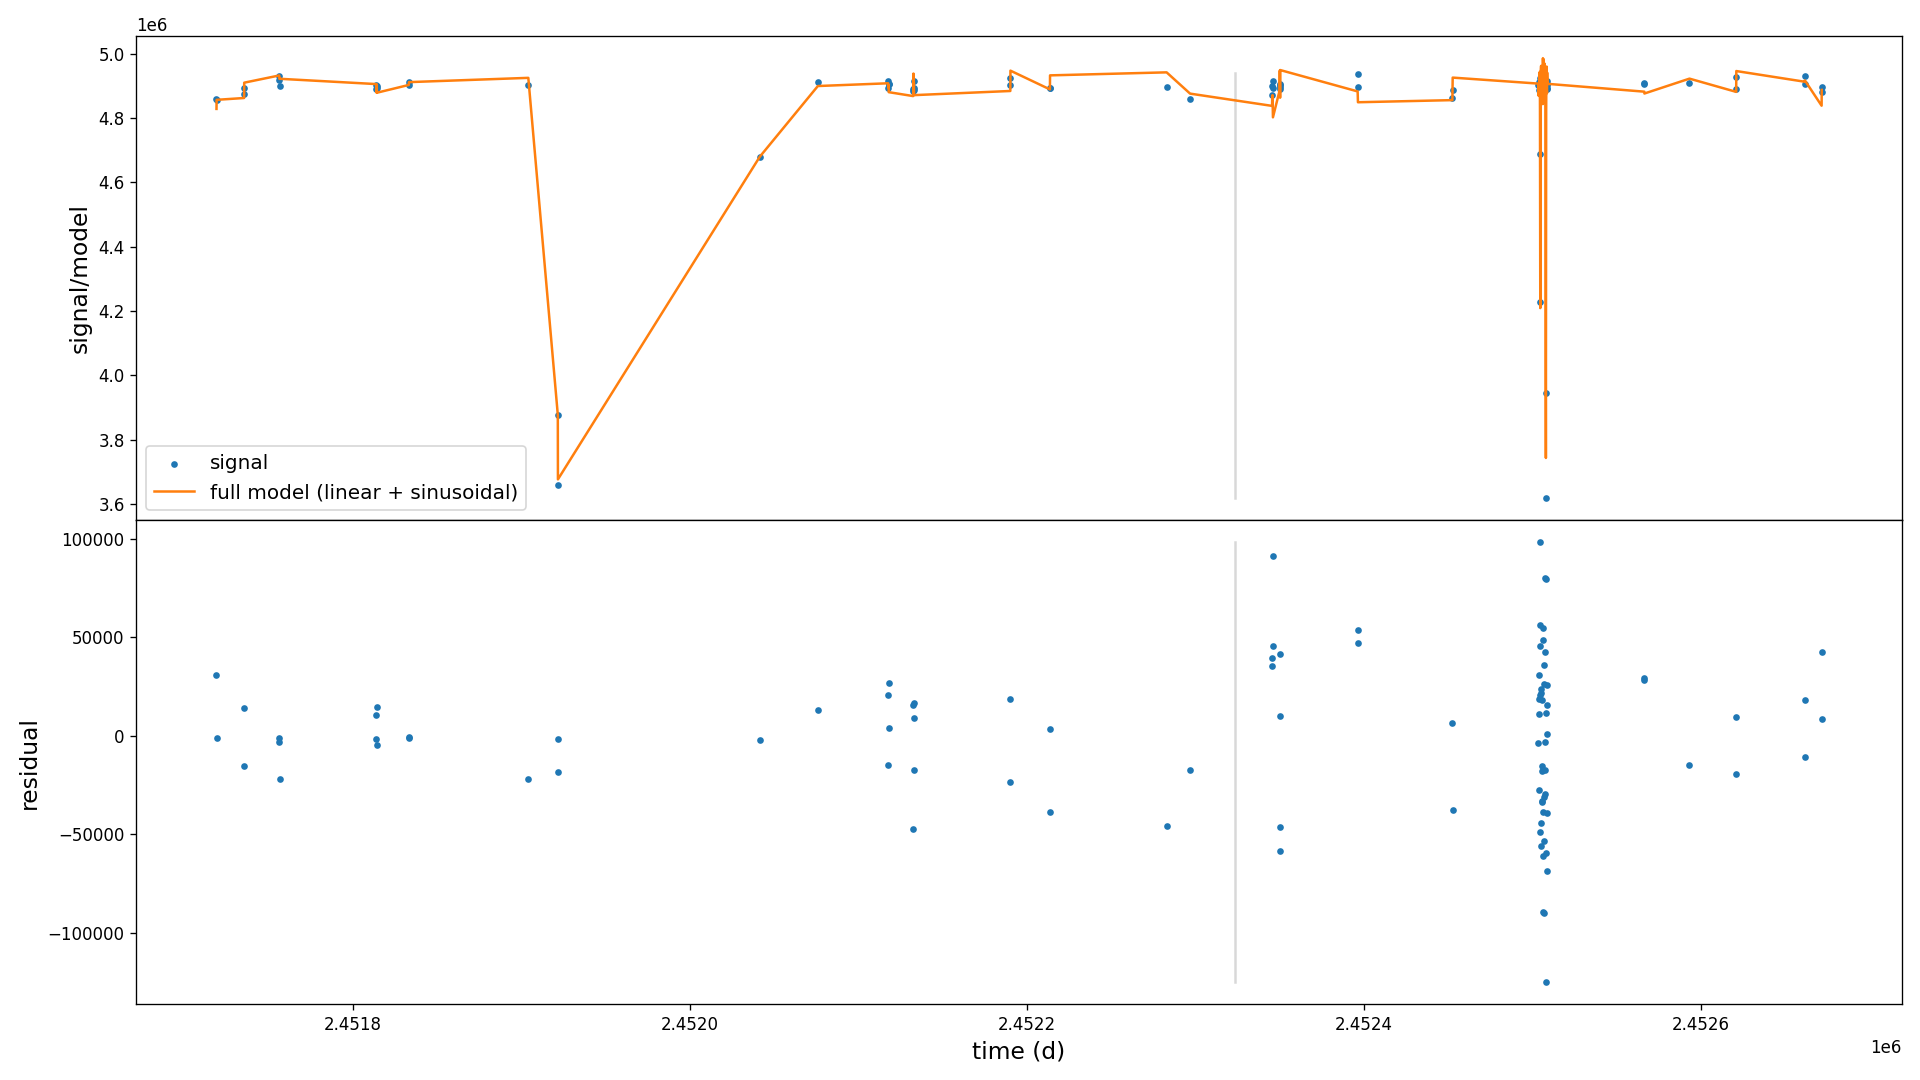 1e6
5.0
4.8
4.6
4.4
4.2
4.0
3.8
3.6
signal/model
signal
full model (linear + sinusoidal)
100000
50000
0
−50000
−100000
residual
2.4518
2.4520
2.4522
2.4524
2.4526
time (d)
1e6